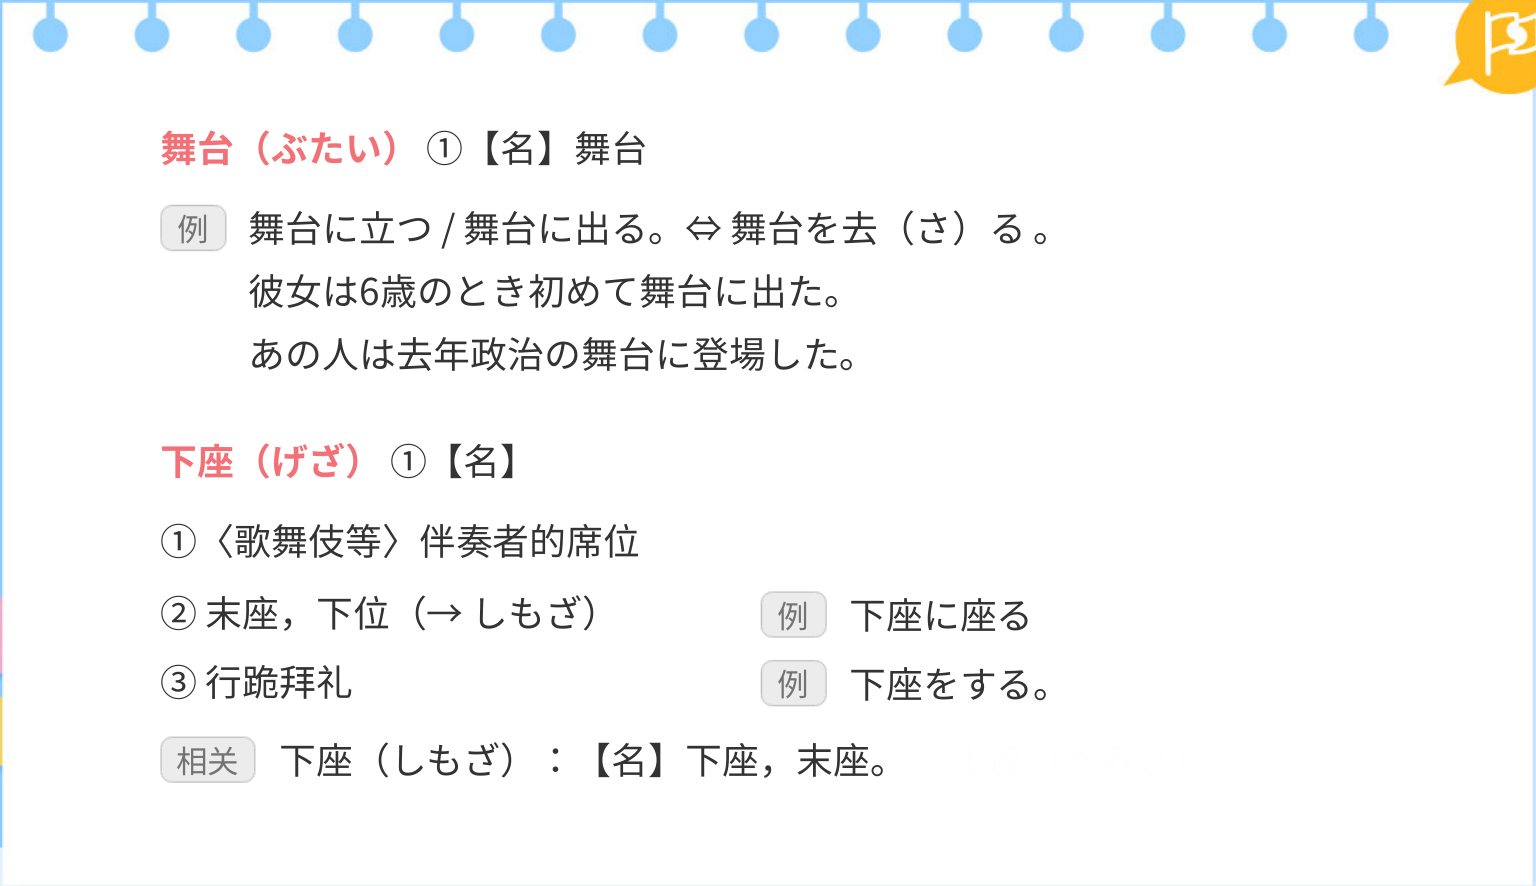 舞台（ぶたい） ①【名】舞台
例 舞台に立つ / 舞台に出る。⇔ 舞台を去（さ）る 。
彼女は6歳のとき初めて舞台に出た。
あの人は去年政治の舞台に登場した。
下座（げざ） ①【名】
①〈歌舞伎等〉伴奏者的席位
② 末座，下位（→ しもざ） 例 下座に座る
③ 行跪拜礼 例 下座をする。
相关 下座（しもざ）：【名】下座，末座。